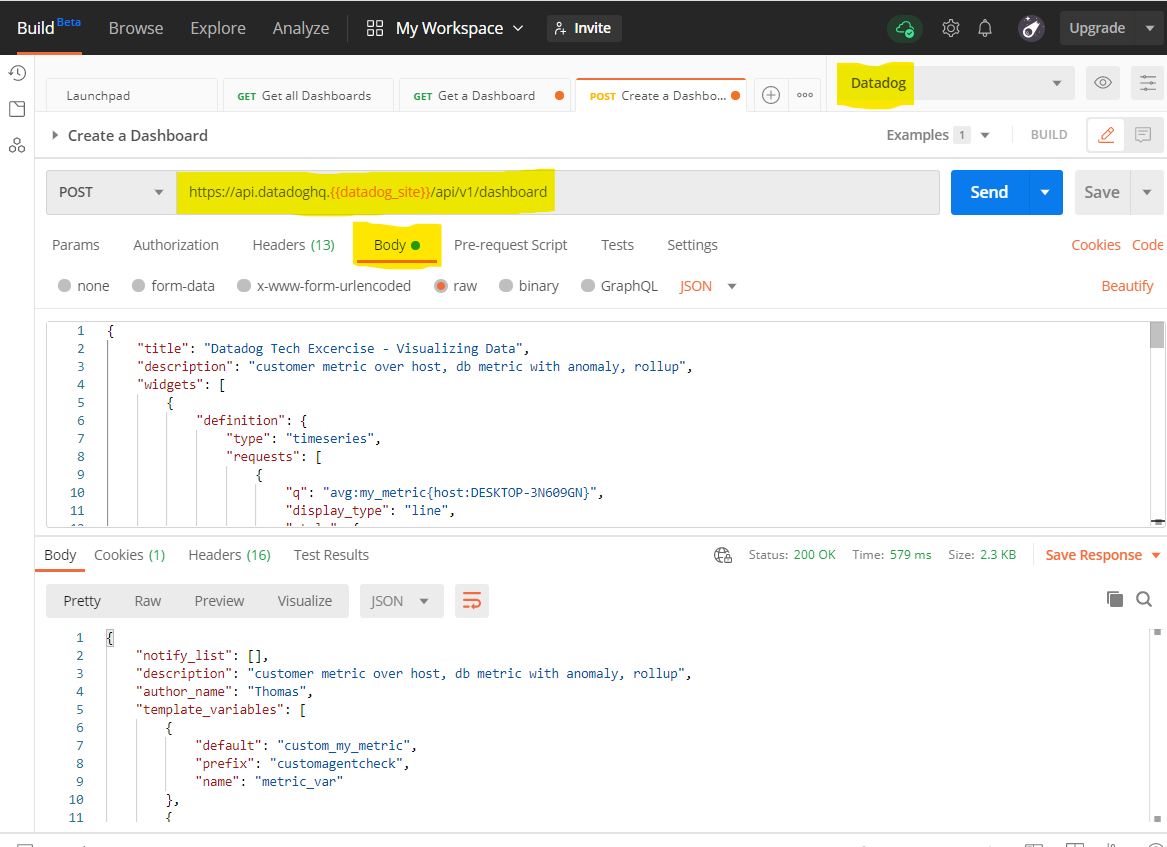 Build Beta Browse Explore Analyze My Workspace Invite Upgrade
Launchpad GET Get all Dashboards GET Get a Dashboard POST Create a Dashbo... Datadog
Create a Dashboard Examples 1 BUILD
POST https://api.datadoghq.{{datadog_site}}/api/v1/dashboard Send Save
Params Authorization Headers (13) Body Pre-request Script Tests Settings Cookies Code
none form-data x-www-form-urlencoded raw binary GraphQL JSON Beautify
1 {
2 "title": "Datadog Tech Excercise - Visualizing Data",
3 "description": "customer metric over host, db metric with anomaly, rollup",
4 "widgets": [
5 {
6 "definition": {
7 "type": "timeseries",
8 "requests": [
9 {
10 "q": "avg:my_metric{host:DESKTOP-3N609GN}",
11 "display_type": "line",
Body Cookies (1) Headers (16) Test Results Status: 200 OK Time: 579 ms Size: 2.3 KB Save Response
Pretty Raw Preview Visualize JSON
1 {
2 "notify_list": [],
3 "description": "customer metric over host, db metric with anomaly, rollup",
4 "author_name": "Thomas",
5 "template_variables": [
6 {
7 "default": "custom_my_metric",
8 "prefix": "customagentcheck",
9 "name": "metric_var"
10 },
11 {